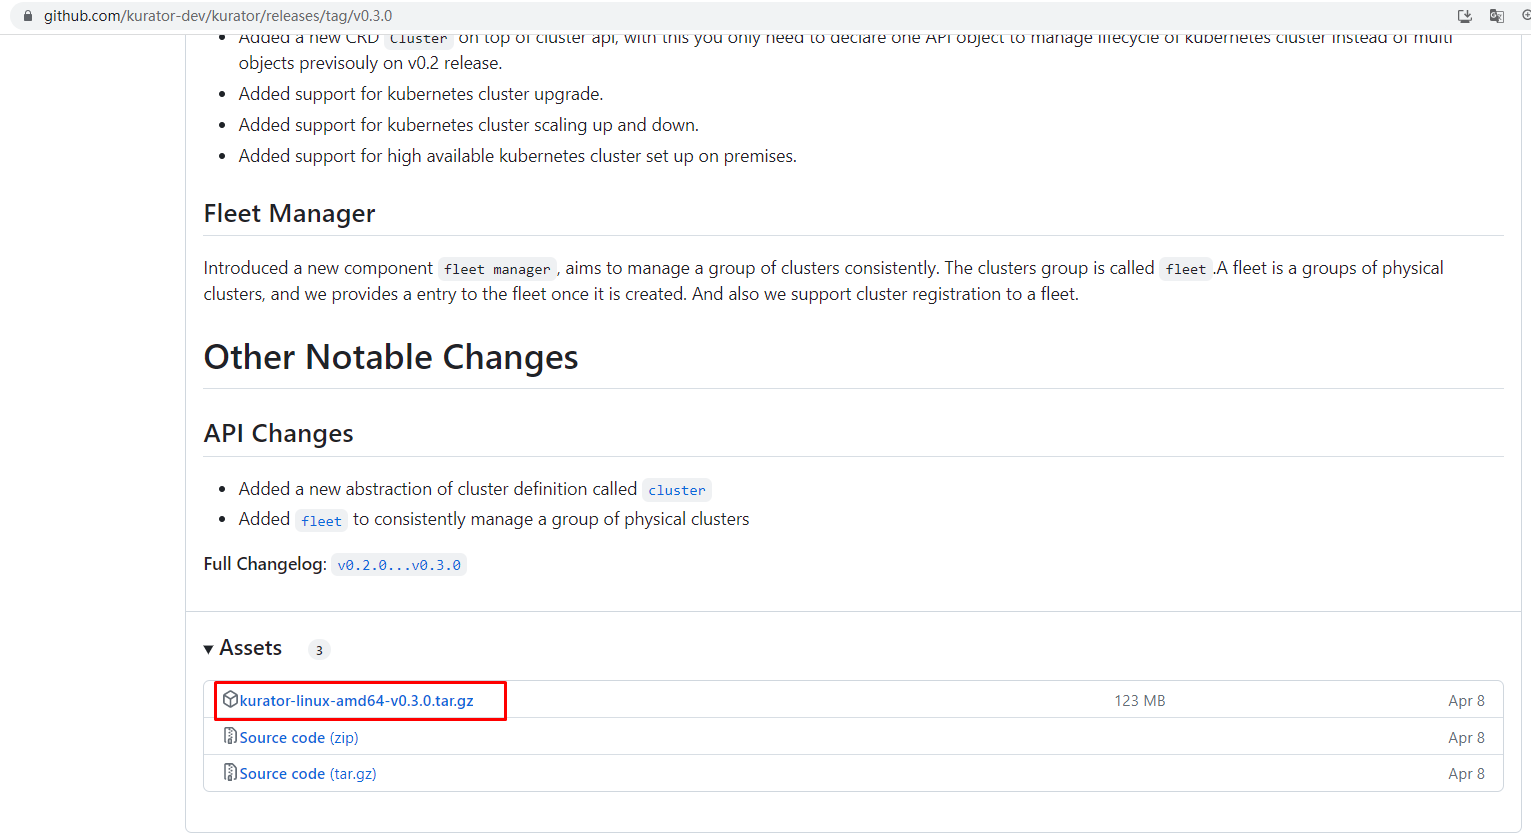 github.com/kurator-dev/kurator/releases/tag/v0.3.0
Added a new CRD Cluster on top of cluster api, with this you only need to declare one API object to manage lifecycle of kubernetes cluster instead of multi
objects previsouly on v0.2 release.
Added support for kubernetes cluster upgrade.
Added support for kubernetes cluster scaling up and down.
Added support for high available kubernetes cluster set up on premises.
Fleet Manager
Introduced a new component fleet manager , aims to manage a group of clusters consistently. The clusters group is called fleet .A fleet is a groups of physical
clusters, and we provides a entry to the fleet once it is created. And also we support cluster registration to a fleet.
Other Notable Changes
API Changes
Added a new abstraction of cluster definition called cluster
Added fleet to consistently manage a group of physical clusters
Full Changelog: v0.2.0...v0.3.0
Assets 3
kurator-linux-amd64-v0.3.0.tar.gz 123 MB Apr 8
Source code (zip) Apr 8
Source code (tar.gz) Apr 8